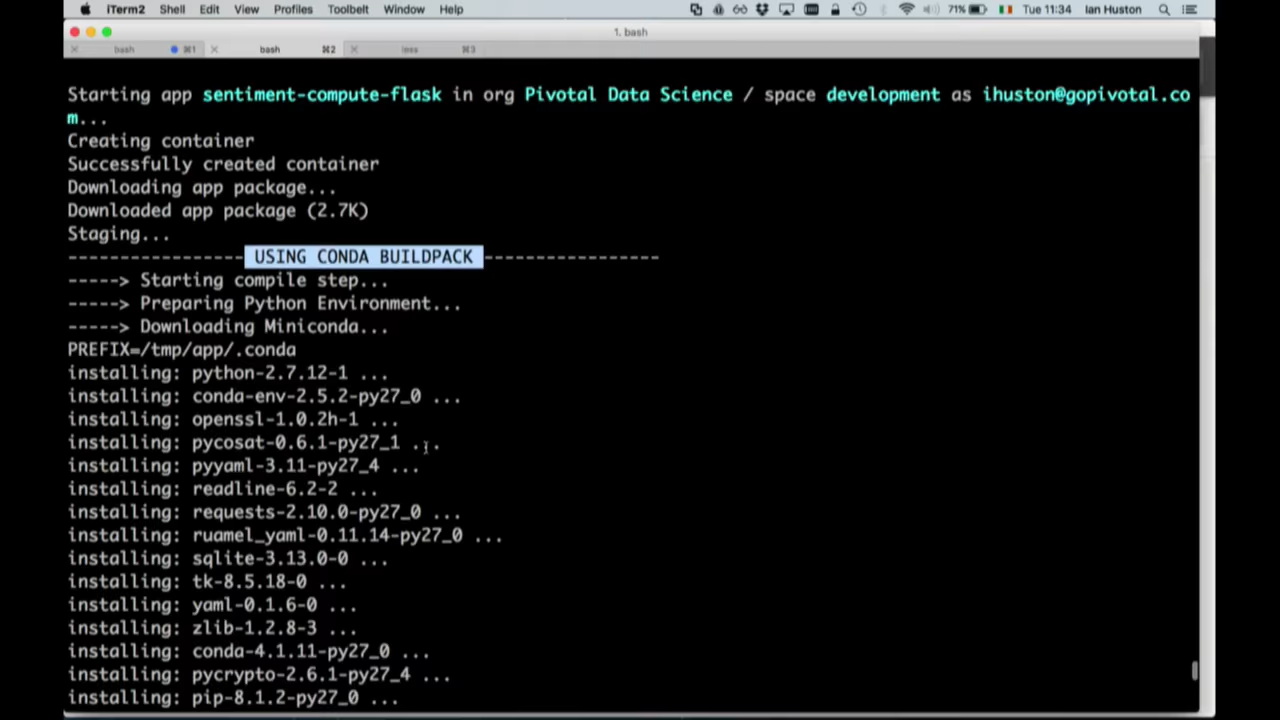 iTerm2 Shell Edit View Profiles Toolbelt Window Help 71% Tue 11:34 Ian Huston
1. bash
bash ⌘1 bash ⌘2 less ⌘3
Starting app sentiment-compute-flask in org Pivotal Data Science / space development as ihuston@gopivotal.co
m...
Creating container
Successfully created container
Downloading app package...
Downloaded app package (2.7K)
Staging...
----------------- USING CONDA BUILDPACK -----------------
-----> Starting compile step...
-----> Preparing Python Environment...
-----> Downloading Miniconda...
PREFIX=/tmp/app/.conda
installing: python-2.7.12-1 ...
installing: conda-env-2.5.2-py27_0 ...
installing: openssl-1.0.2h-1 ...
installing: pycosat-0.6.1-py27_1 ...
installing: pyyaml-3.11-py27_4 ...
installing: readline-6.2-2 ...
installing: requests-2.10.0-py27_0 ...
installing: ruamel_yaml-0.11.14-py27_0 ...
installing: sqlite-3.13.0-0 ...
installing: tk-8.5.18-0 ...
installing: yaml-0.1.6-0 ...
installing: zlib-1.2.8-3 ...
installing: conda-4.1.11-py27_0 ...
installing: pycrypto-2.6.1-py27_4 ...
installing: pip-8.1.2-py27_0 ...